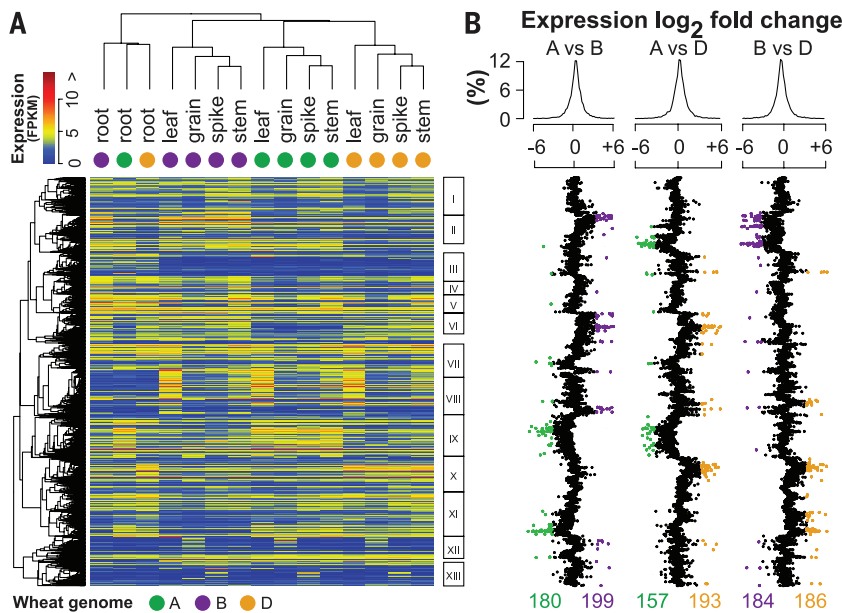 A
B
Expression log2 fold change
A vs B
A vs D
B vs D
12
6
0
(%)
-6 0 +6
-6 0 +6
-6 0 +6
Expression
(FPKM)
10 >
5
0
root
root
root
leaf
grain
spike
stem
leaf
grain
spike
stem
leaf
grain
spike
stem
I
II
III
IV
V
VI
VII
VIII
IX
X
XI
XII
XIII
180 199
157 193
184 186
Wheat genome A B D